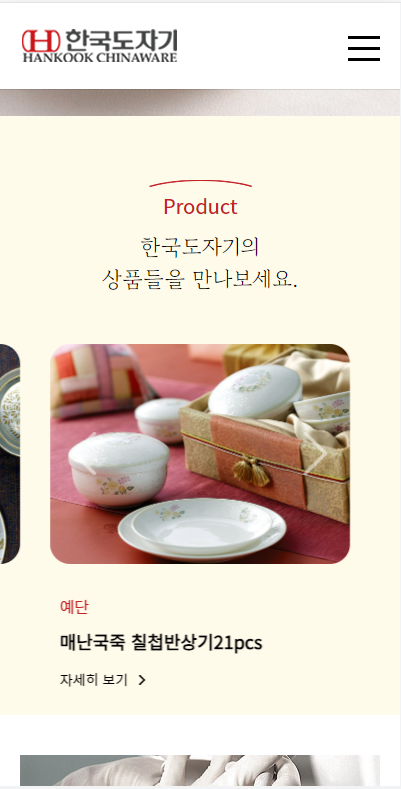 한국도자기
HANKOOK CHINAWARE
Product
한국도자기의
상품들을 만나보세요.
예단
매난국죽 칠첩반상기21pcs
자세히 보기